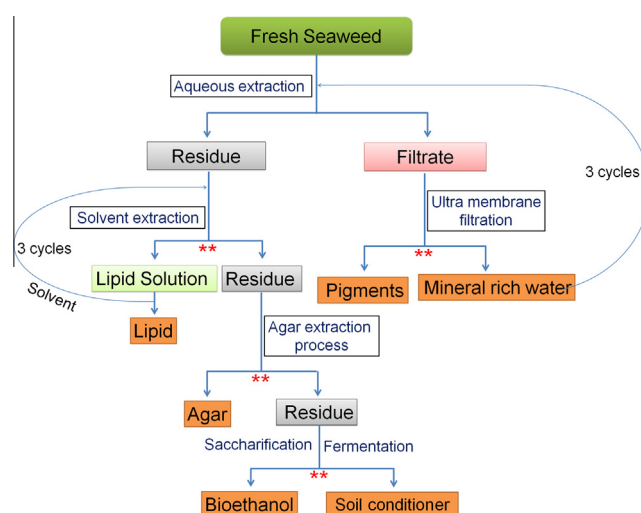 Fresh Seaweed
Aqueous extraction
Residue
Filtrate
3 cycles
Solvent extraction
Ultra membrane
filtration
3 cycles
**
**
Lipid Solution
Residue
Pigments
Mineral rich water
Solvent
Lipid
Agar extraction
process
**
Agar
Residue
Saccharification
Fermentation
**
Bioethanol
Soil conditioner